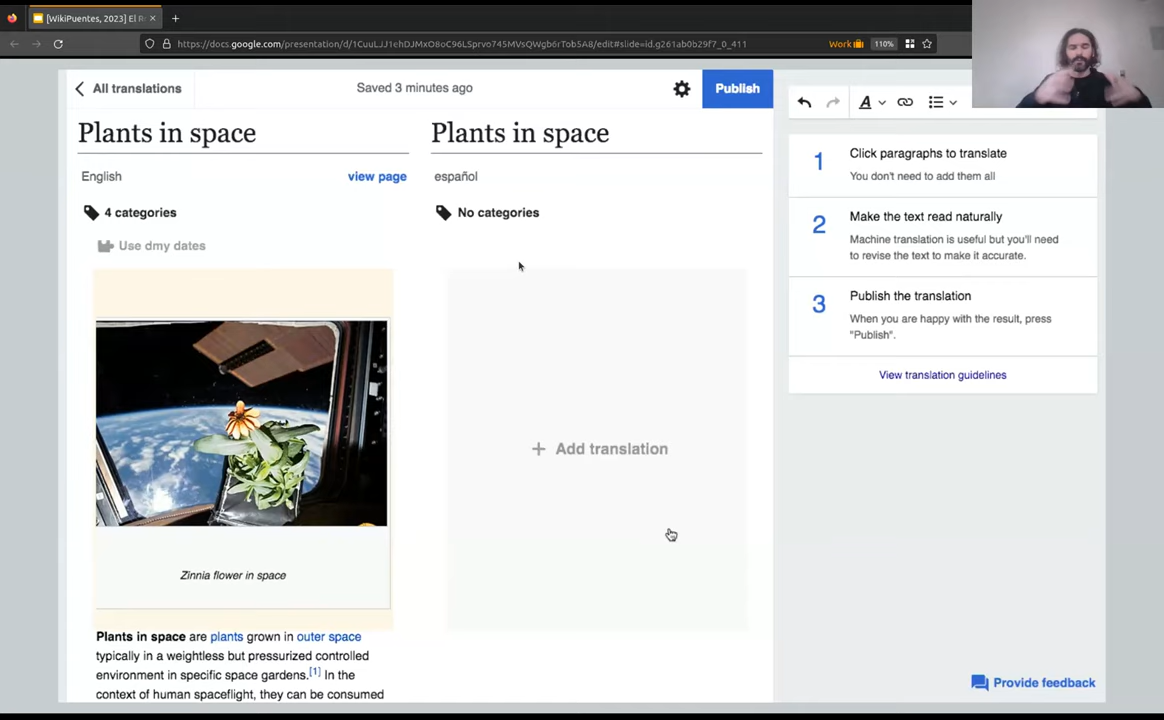 [WikiPuentes, 2023] El R
https://docs.google.com/presentation/d/1CuuLJJ1ehDJMxO8oC96LSprvo745MVsQWgb6rTob5A8/edit#slide=id.g261ab0b29f7_0_411
Work
110%
All translations
Saved 3 minutes ago
Publish
Plants in space
Plants in space
English
view page
español
4 categories
No categories
Use dmy dates
+ Add translation
Zinnia flower in space
Plants in space are plants grown in outer space
typically in a weightless but pressurized controlled
environment in specific space gardens.[1] In the
context of human spaceflight, they can be consumed
A
1
Click paragraphs to translate
You don't need to add them all
2
Make the text read naturally
Machine translation is useful but you'll need
to revise the text to make it accurate.
3
Publish the translation
When you are happy with the result, press
"Publish".
View translation guidelines
Provide feedback